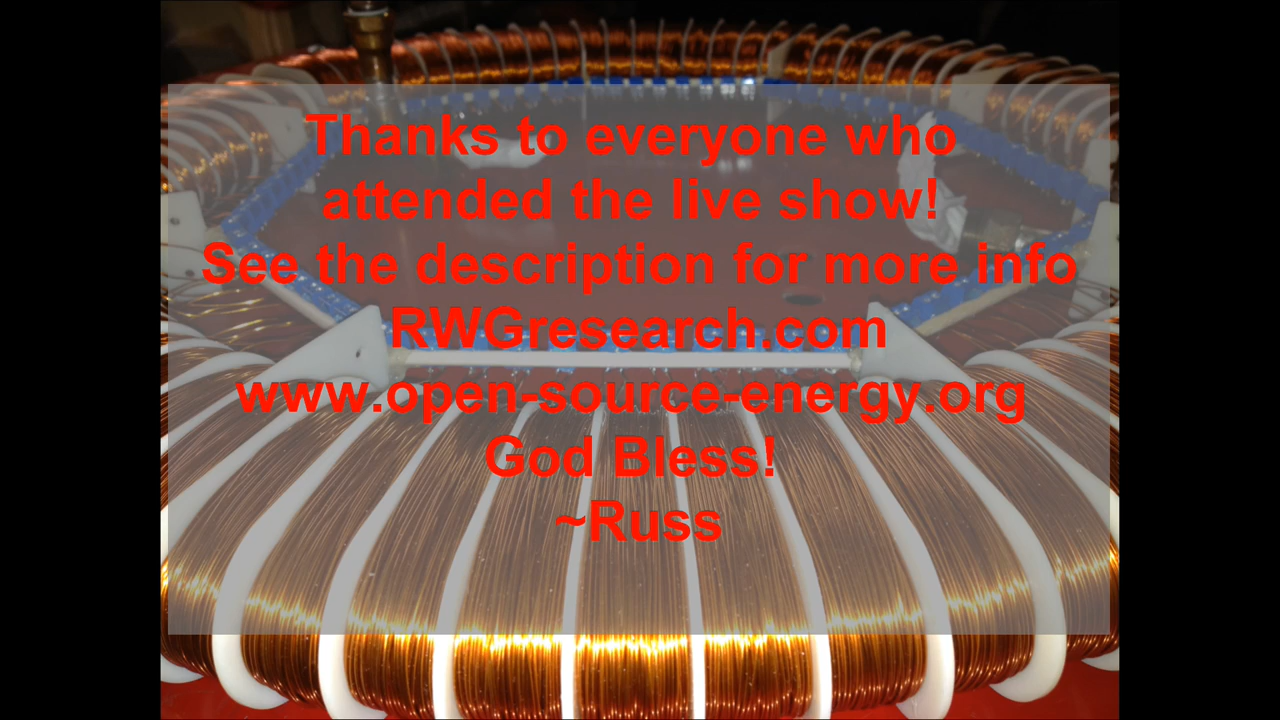 Thanks to everyone who
attended the live show!
See the description for more info
RWGresearch.com
www.open-source-energy.org
God Bless!
~Russ